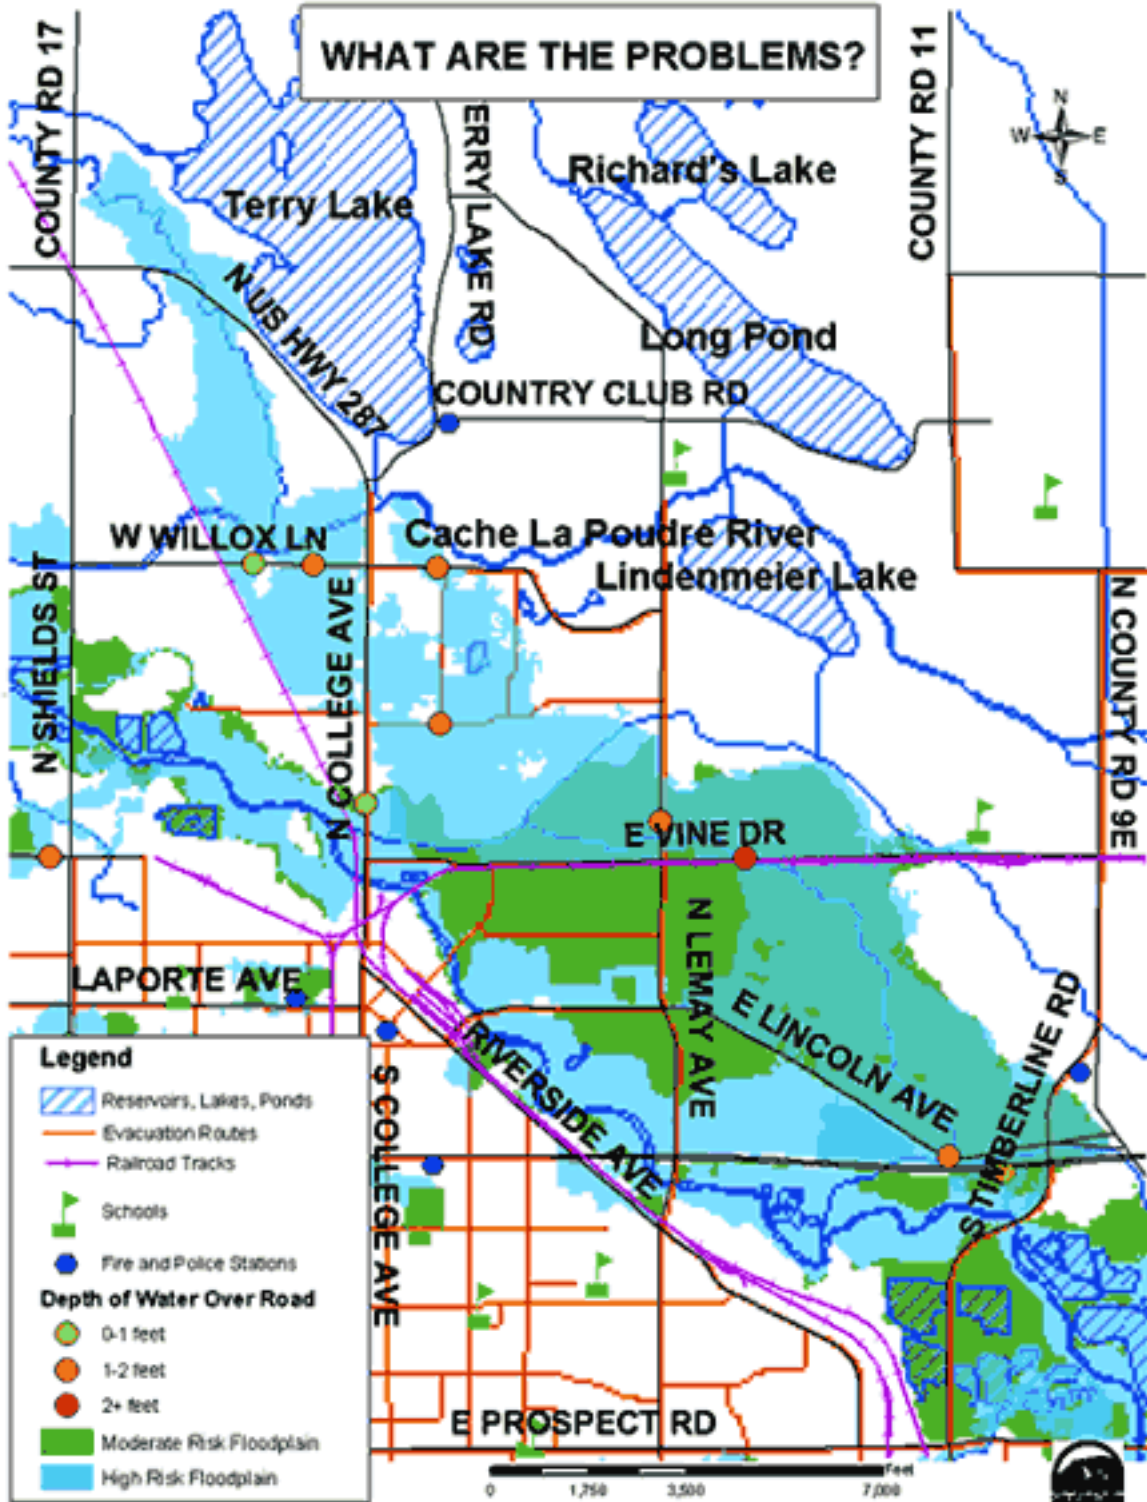 WHAT ARE THE PROBLEMS?
COUNTY RD 17
COUNTY RD 11
N
W E
S
ERRY LAKE RD
Richard's Lake
Terry Lake
N US HWY 287
Long Pond
COUNTRY CLUB RD
W WILLOX LN
Cache La Poudre River
Lindenmeier Lake
N SHIELDS ST
N COLLEGE AVE
N COUNTY RD 9E
E VINE DR
N LEMAY AVE
LAPORTE AVE
E LINCOLN AVE
RIVERSIDE AVE
S TIMBERLINE RD
S COLLEGE AVE
E PROSPECT RD
Legend
Reservoirs, Lakes, Ponds
Evacuation Routes
Railroad Tracks
Schools
Fire and Police Stations
Depth of Water Over Road
0-1 feet
1-2 feet
2+ feet
Moderate Risk Floodplain
High Risk Floodplain
Feet
0 1,750 3,500 7,000